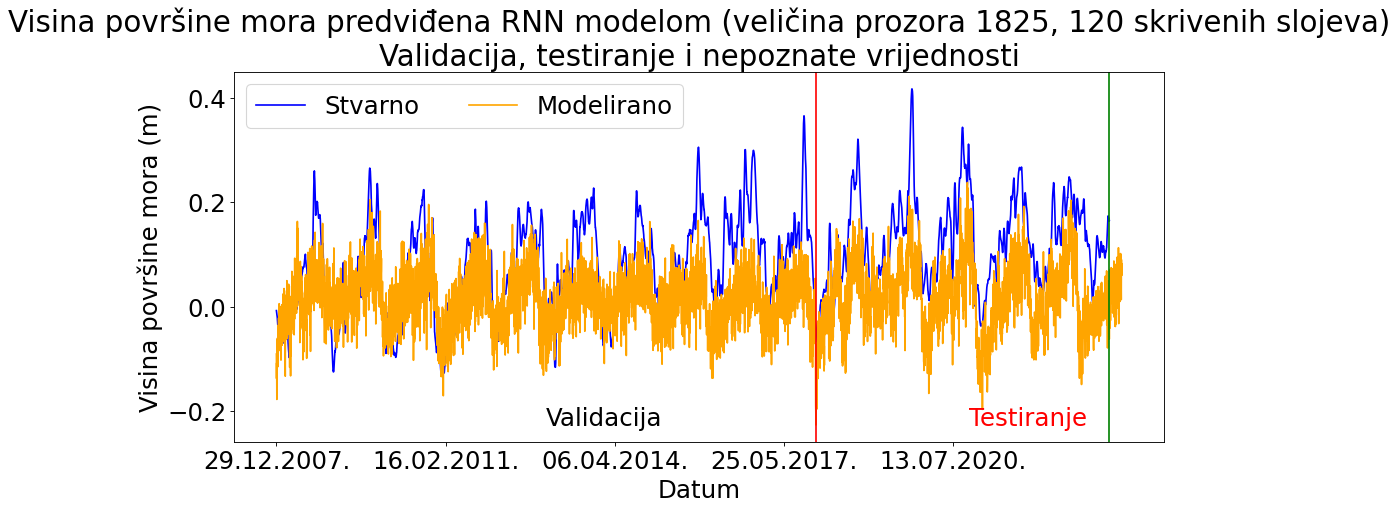 Visina površine mora predviđena RNN modelom (veličina prozora 1825, 120 skrivenih slojeva)
Validacija, testiranje i nepoznate vrijednosti
Stvarno
Modelirano
Visina površine mora (m)
0.4
0.2
0.0
−0.2
Validacija
Testiranje
29.12.2007.
16.02.2011.
06.04.2014.
25.05.2017.
13.07.2020.
Datum